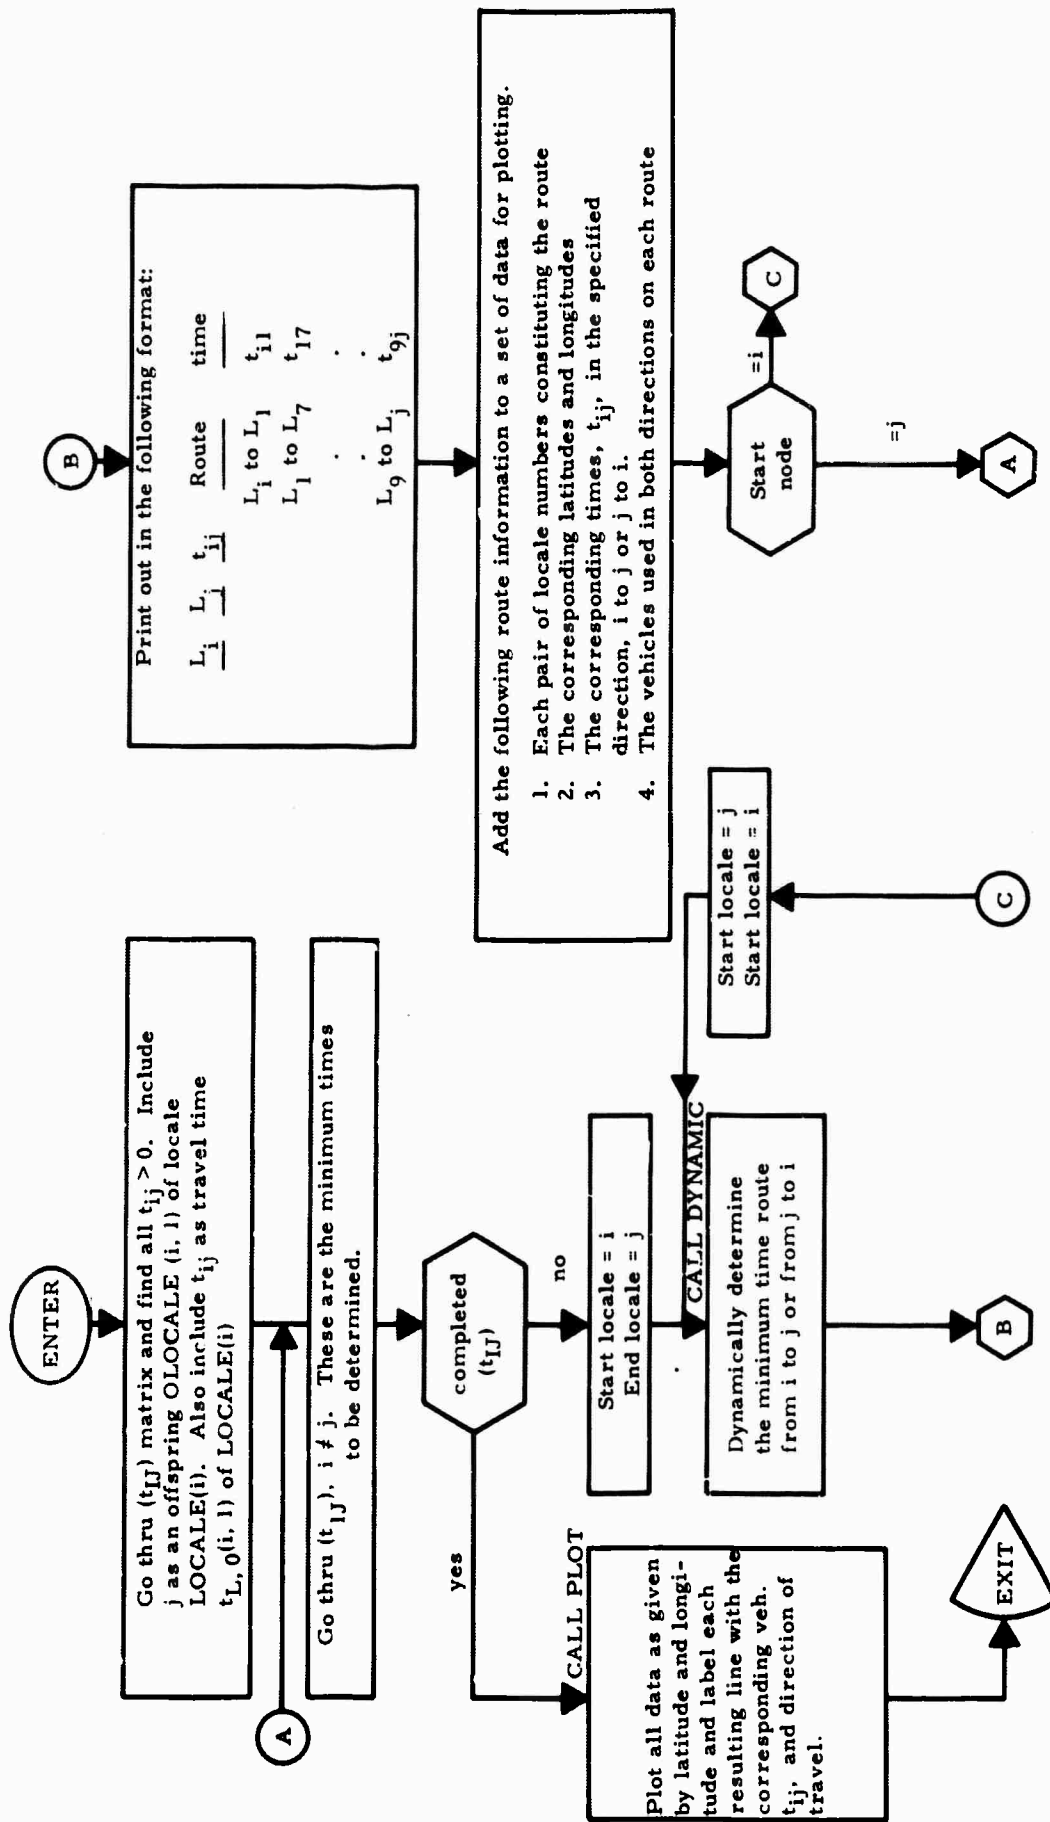 ENTER
Go thru (t_IJ) matrix and find all t_ij > 0. Include
j as an offspring OLOCALE (i, l) of locale
LOCALE(i). Also include t_ij as travel time
t_L, 0(i, l) of LOCALE(i)
A
Go thru (t_IJ). i ≠ j. These are the minimum times
to be determined.
completed
(t_IJ)
yes
no
CALL PLOT
Plot all data as given
by latitude and longi-
tude and label each
resulting line with the
corresponding veh.
t_ij, and direction of
travel.
EXIT
Start locale = i
End locale = j
CALL DYNAMIC
Dynamically determine
the minimum time route
from i to j or from j to i
B
Start locale = j
Start locale = i
C
B
Print out in the following format:
L_i L_j t_ij Route time
L_i to L_1 t_i1
L_1 to L_7 t_17
. .
. .
L_9 to L_j t_9j
Add the following route information to a set of data for plotting.
1. Each pair of locale numbers constituting the route
2. The corresponding latitudes and longitudes
3. The corresponding times, t_ij, in the specified
direction, i to j or j to i.
4. The vehicles used in both directions on each route
Start
node
=i
C
=j
A